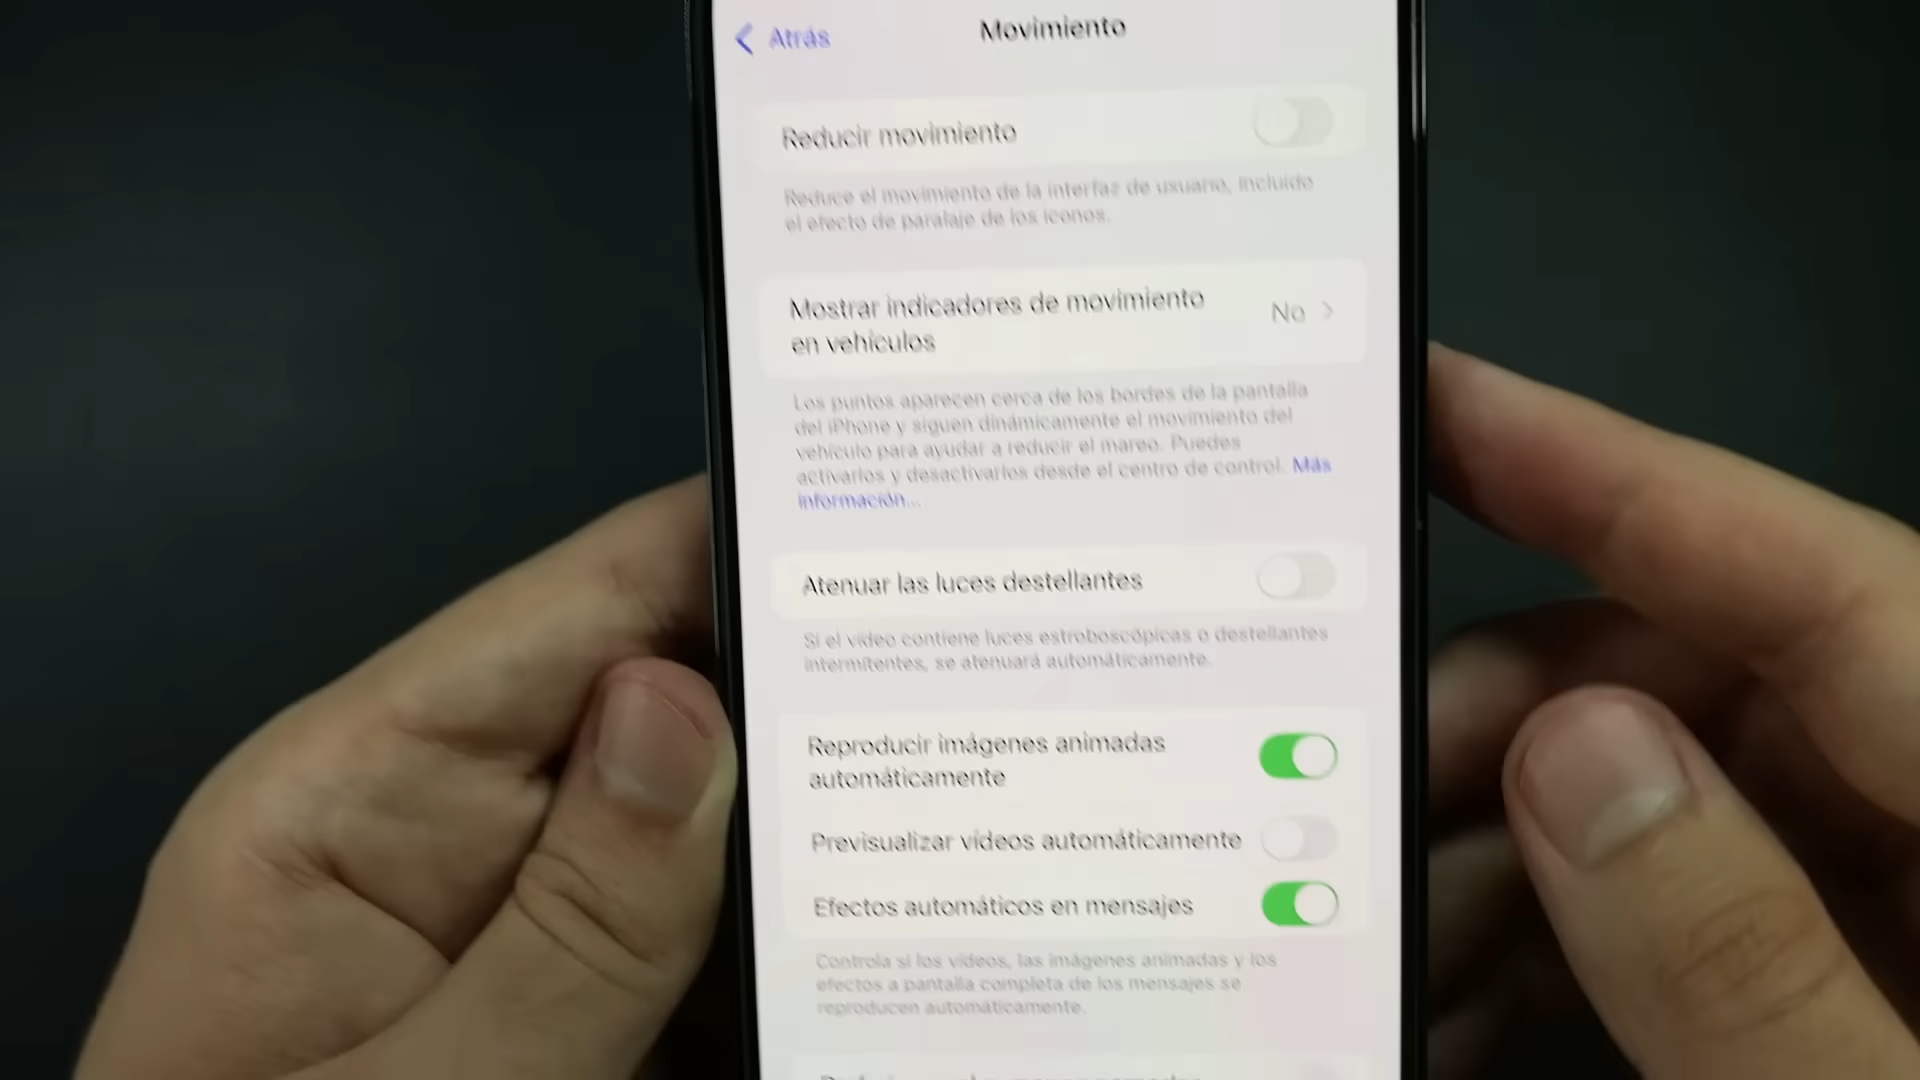 Atrás
Movimiento
Reducir movimiento
Reduce el movimiento de la interfaz de usuario, incluido
el efecto de paralaje de los iconos.
Mostrar indicadores de movimiento
en vehículos
No
Los puntos aparecen cerca de los bordes de la pantalla
del iPhone y siguen dinámicamente el movimiento del
vehículo para ayudar a reducir el mareo. Puedes
activarlos y desactivarlos desde el centro de control. Más
información...
Atenuar las luces destellantes
Si el vídeo contiene luces estroboscópicas o destellantes
intermitentes, se atenuará automáticamente.
Reproducir imágenes animadas
automáticamente
Previsualizar vídeos automáticamente
Efectos automáticos en mensajes
Controla si los vídeos, las imágenes animadas y los
efectos a pantalla completa de los mensajes se
reproducen automáticamente.